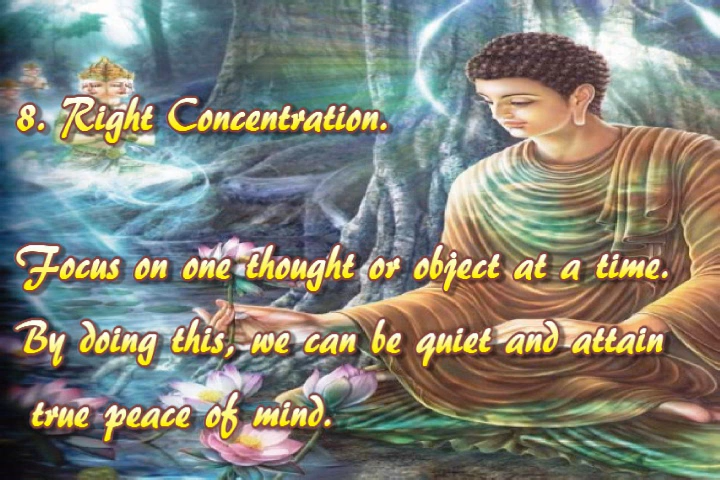 8. Right Concentration.
Focus on one thought or object at a time.
By doing this, we can be quiet and attain
true peace of mind.